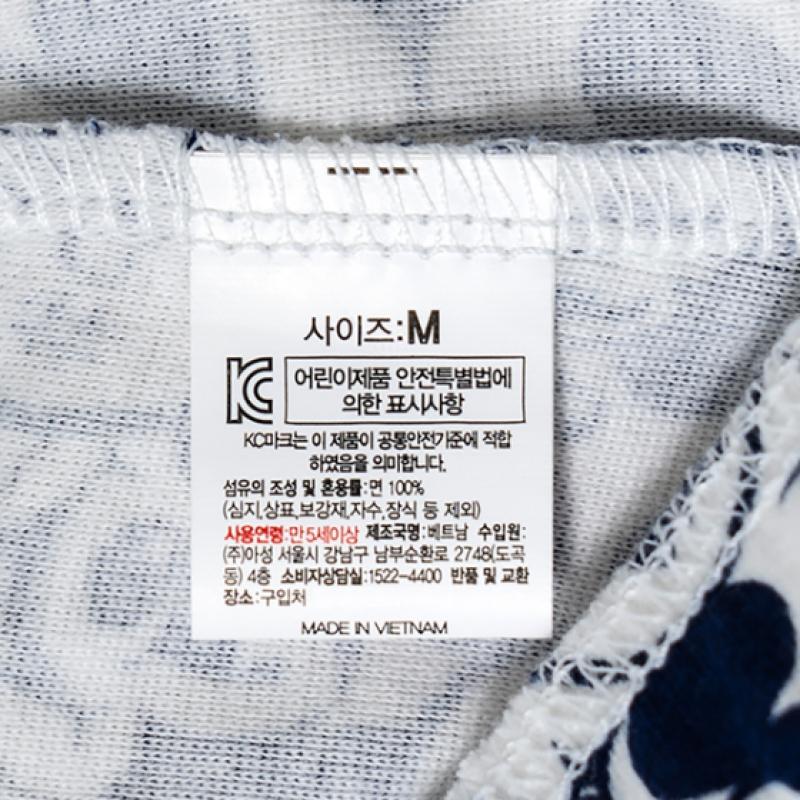 사이즈:M
KC
어린이제품 안전특별법에
의한 표시사항
KC마크는 이 제품이 공통안전기준에 적합
하였음을 의미합니다.
섬유의 조성 및 혼용률:면 100%
(심지,상표,보강재,자수,장식 등 제외)
사용연령:만 5세이상 제조국명:베트남 수입원:
(주)아성 서울시 강남구 남부순환로 2748(도곡
동) 4층 소비자상담실:1522-4400 반품 및 교환
장소:구입처
MADE IN VIETNAM